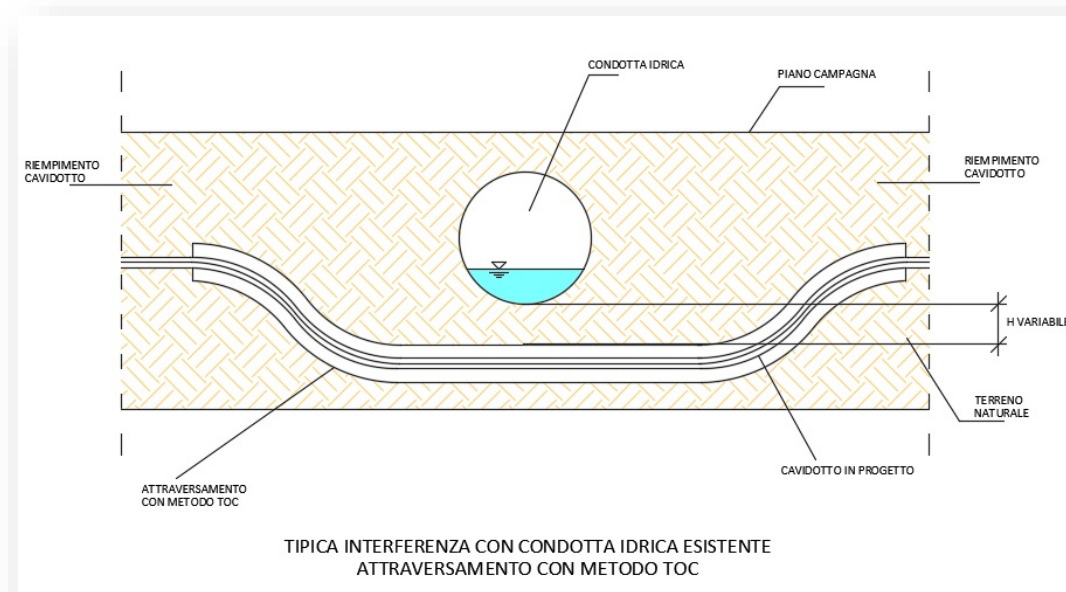 CONDOTTA IDRICA
PIANO CAMPAGNA
RIEMPIMENTO
CAVIDOTTO
RIEMPIMENTO
CAVIDOTTO
H VARIABILE
TERRENO
NATURALE
CAVIDOTTO IN PROGETTO
ATTRAVERSAMENTO
CON METODO TOC
TIPICA INTERFERENZA CON CONDOTTA IDRICA ESISTENTE
ATTRAVERSAMENTO CON METODO TOC